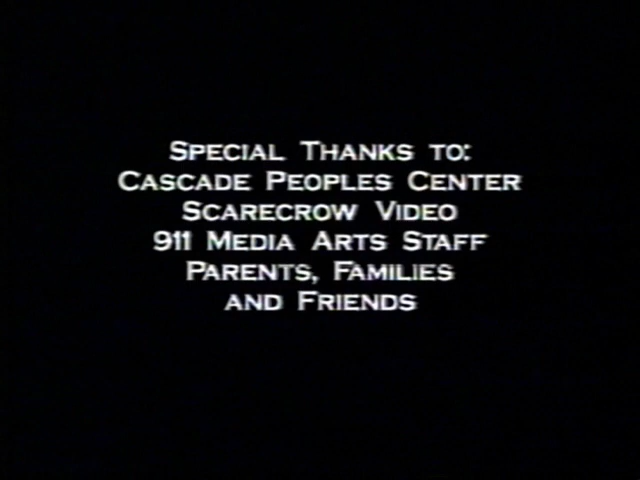 Special Thanks to:
Cascade Peoples Center
Scarecrow Video
911 Media Arts Staff
Parents, Families
and Friends